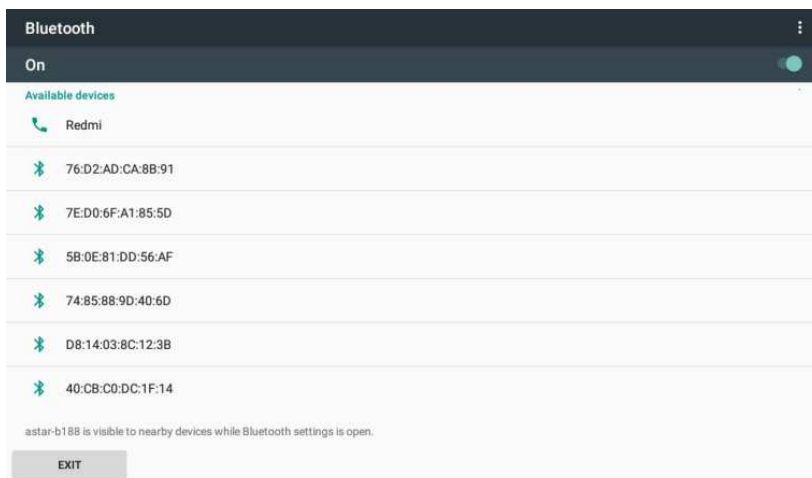 Bluetooth
On
Available devices
Redmi
76:D2:AD:CA:8B:91
7E:D0:6F:A1:85:5D
5B:0E:81:DD:56:AF
74:85:88:9D:40:6D
D8:14:03:8C:12:3B
40:CB:C0:DC:1F:14
astar-b188 is visible to nearby devices while Bluetooth settings is open.
EXIT